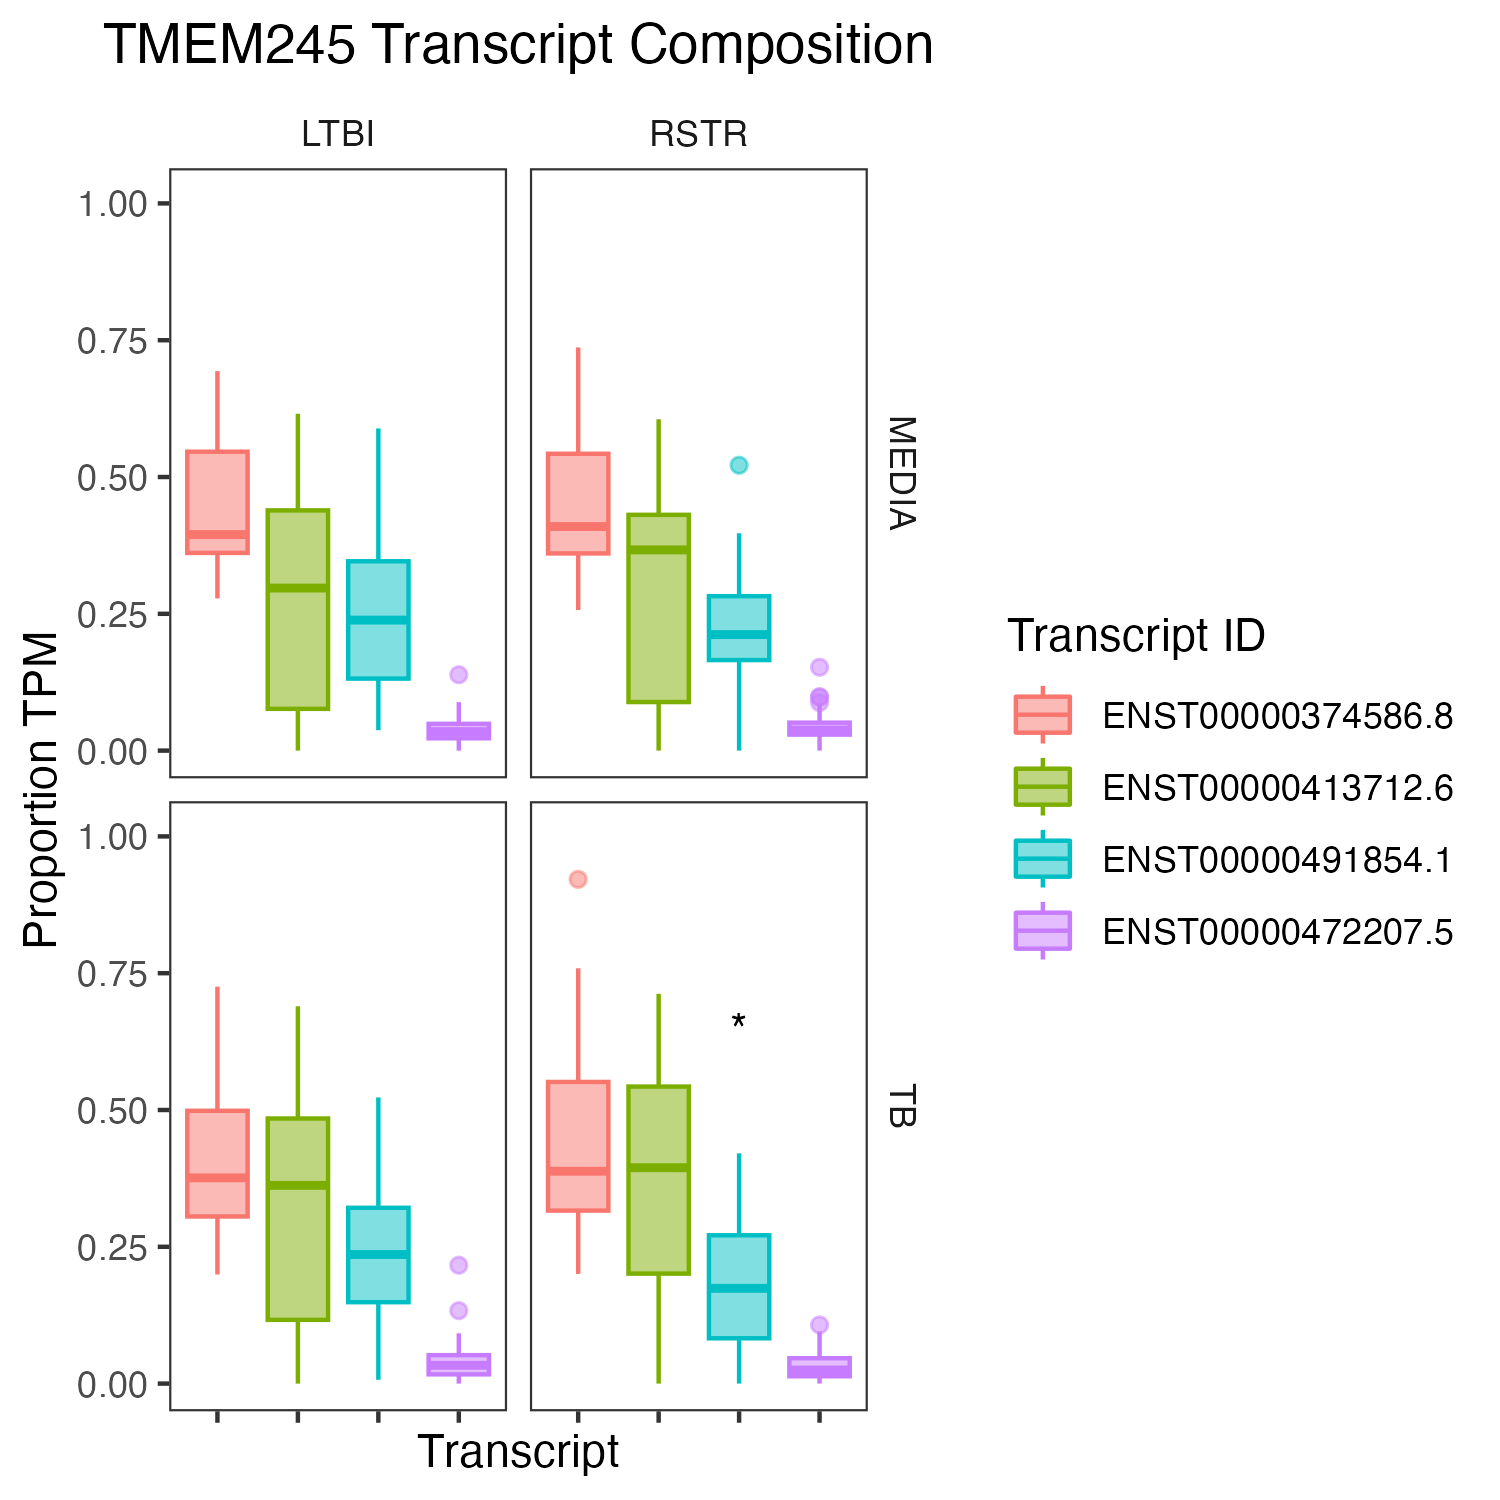 TMEM245 Transcript Composition
LTBI
RSTR
1.00
0.75
0.50
0.25
0.00
MEDIA
1.00
0.75
0.50
0.25
0.00
*
TB
Proportion TPM
Transcript
Transcript ID
ENST00000374586.8
ENST00000413712.6
ENST00000491854.1
ENST00000472207.5